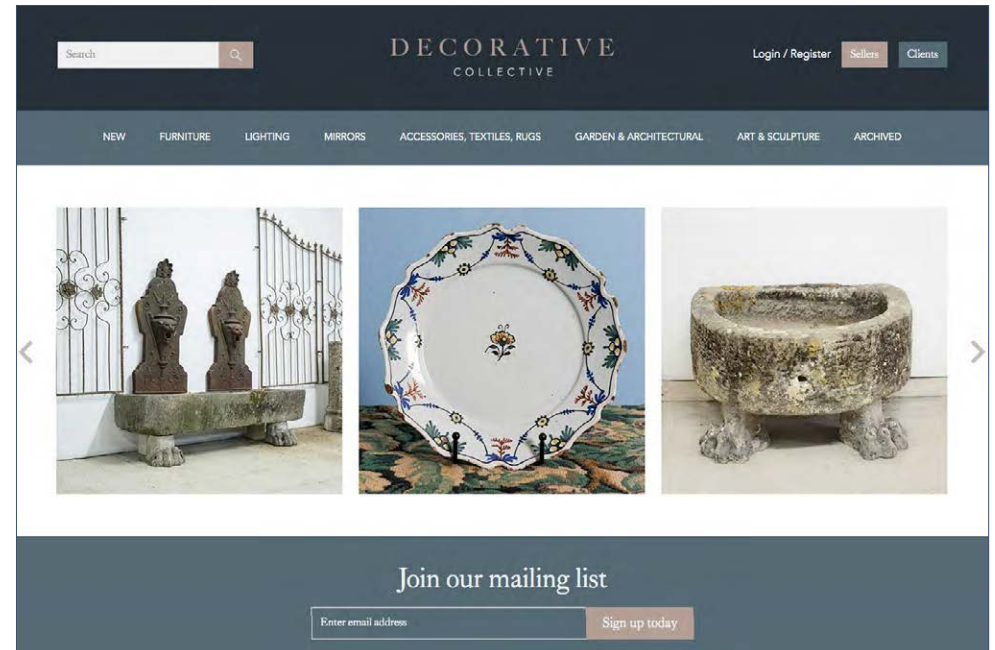 Search
DECORATIVE
COLLECTIVE
Login / Register
Sellers
Clients
NEW
FURNITURE
LIGHTING
MIRRORS
ACCESSORIES, TEXTILES, RUGS
GARDEN & ARCHITECTURAL
ART & SCULPTURE
ARCHIVED
Join our mailing list
Enter email address
Sign up today